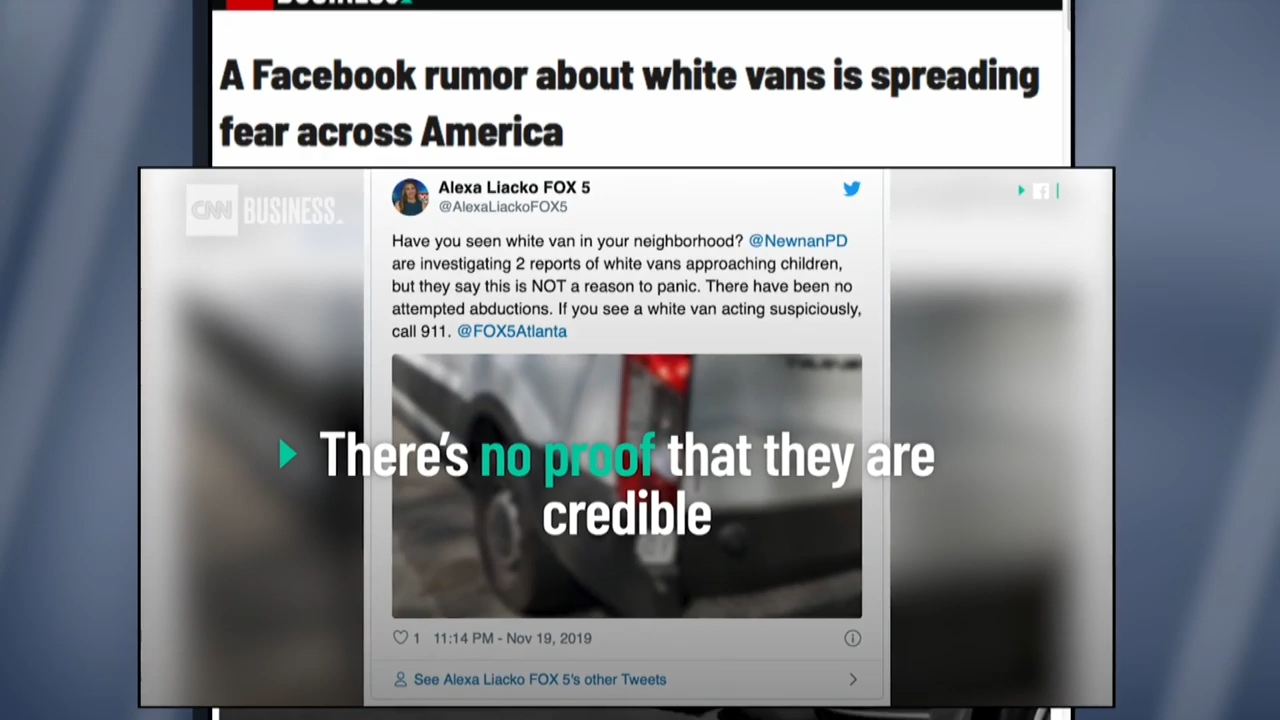 BUSINESS
A Facebook rumor about white vans is spreading
fear across America
CNN BUSINESS
Alexa Liacko FOX 5
@AlexaLiackoFOX5
Have you seen white van in your neighborhood? @NewnanPD
are investigating 2 reports of white vans approaching children,
but they say this is NOT a reason to panic. There have been no
attempted abductions. If you see a white van acting suspiciously,
call 911. @FOX5Atlanta
There's no proof that they are
credible
1 11:14 PM - Nov 19, 2019
See Alexa Liacko FOX 5's other Tweets